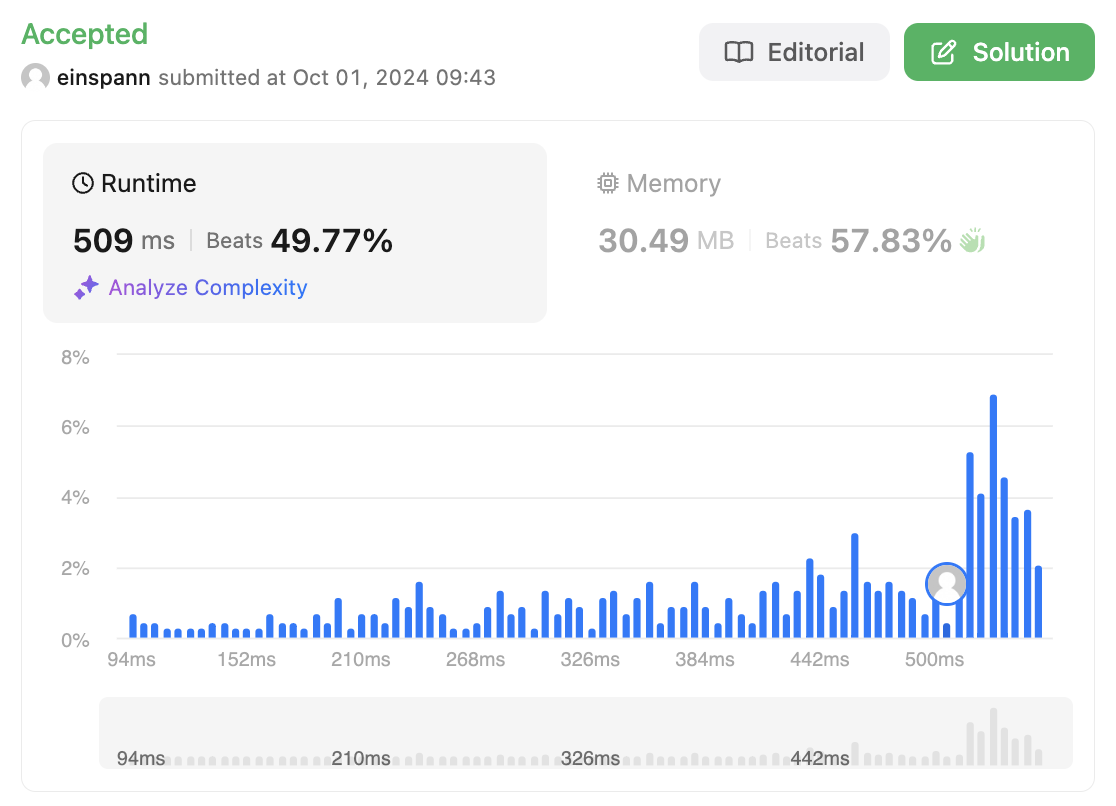 Accepted
einspann submitted at Oct 01, 2024 09:43
Editorial
Solution
Runtime
509 ms | Beats 49.77%
Analyze Complexity
Memory
30.49 MB | Beats 57.83%
8%
6%
4%
2%
0%
94ms 152ms 210ms 268ms 326ms 384ms 442ms 500ms
94ms 210ms 326ms 442ms